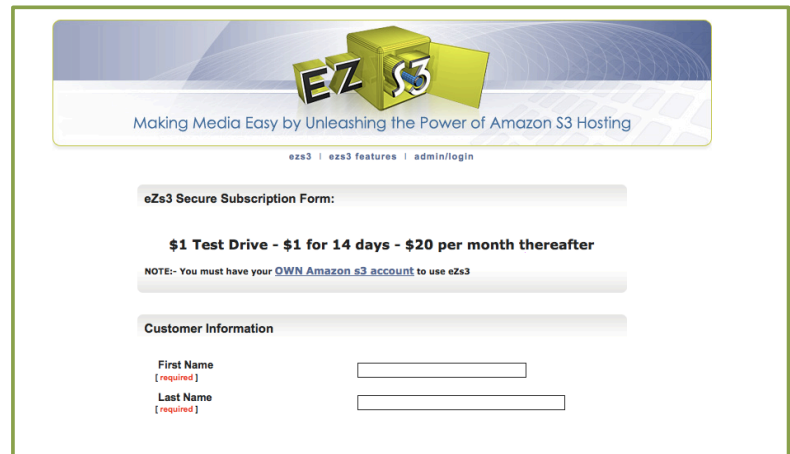 EZ S3
Making Media Easy by Unleashing the Power of Amazon S3 Hosting
ezs3 | ezs3 features | admin/login
eZs3 Secure Subscription Form:
$1 Test Drive - $1 for 14 days - $20 per month thereafter
NOTE:- You must have your OWN Amazon s3 account to use eZs3
Customer Information
First Name
[ required ]
Last Name
[ required ]